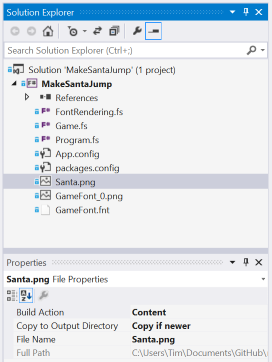 Solution Explorer
Search Solution Explorer (Ctrl+;)
Solution 'MakeSantaJump' (1 project)
MakeSantaJump
References
FontRendering.fs
Game.fs
Program.fs
App.config
packages.config
Santa.png
GameFont_0.png
GameFont.fnt
Properties
Santa.png File Properties
Build Action Content
Copy to Output Directory Copy if newer
File Name Santa.png
Full Path C:\Users\Tim\Documents\GitHub\